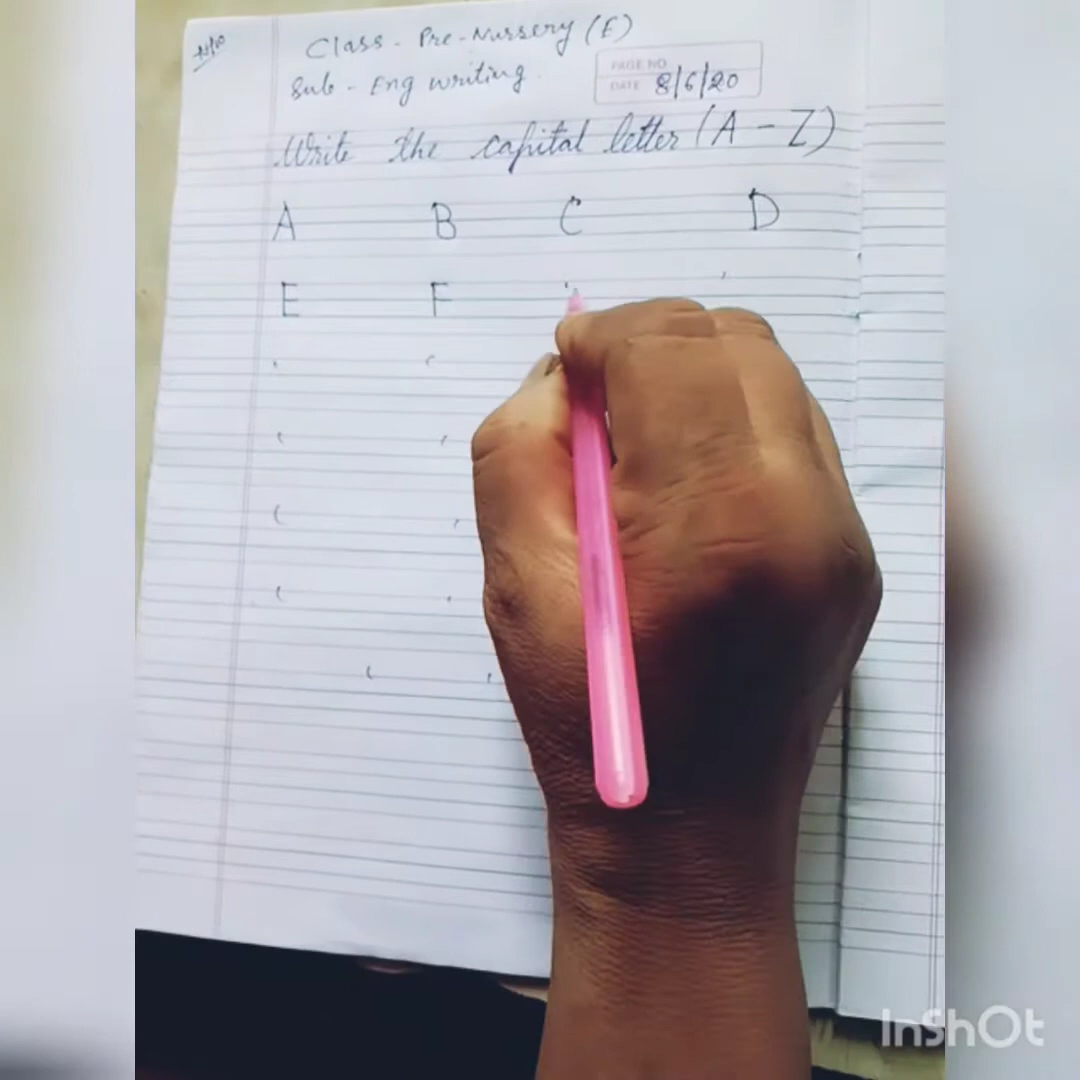 Class - Pre-Nursery (E)
Sub - Eng writing
PAGE NO
DATE 8/6/20
Write the capital letter (A - Z)
A B C D
E F
InShOt